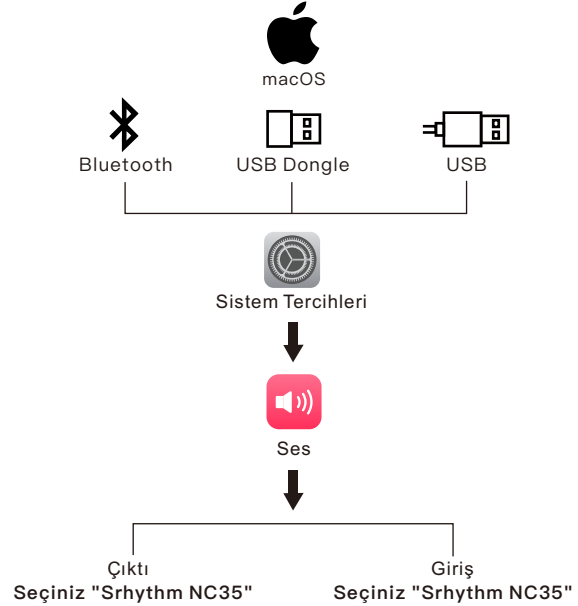 macOS
Bluetooth
USB Dongle
USB
Sistem Tercihleri
Ses
Çıktı
Seçiniz "Srhythm NC35"
Giriş
Seçiniz "Srhythm NC35"